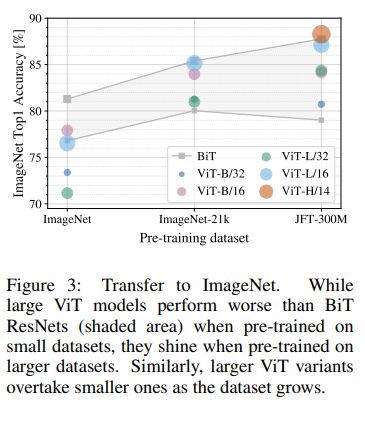 90
85
80
75
70
ImageNet Top1 Accuracy [%]
BiT
ViT-B/32
ViT-B/16
ViT-L/32
ViT-L/16
ViT-H/14
ImageNet
ImageNet-21k
JFT-300M
Pre-training dataset
Figure 3: Transfer to ImageNet. While
large ViT models perform worse than BiT
ResNets (shaded area) when pre-trained on
small datasets, they shine when pre-trained on
larger datasets. Similarly, larger ViT variants
overtake smaller ones as the dataset grows.